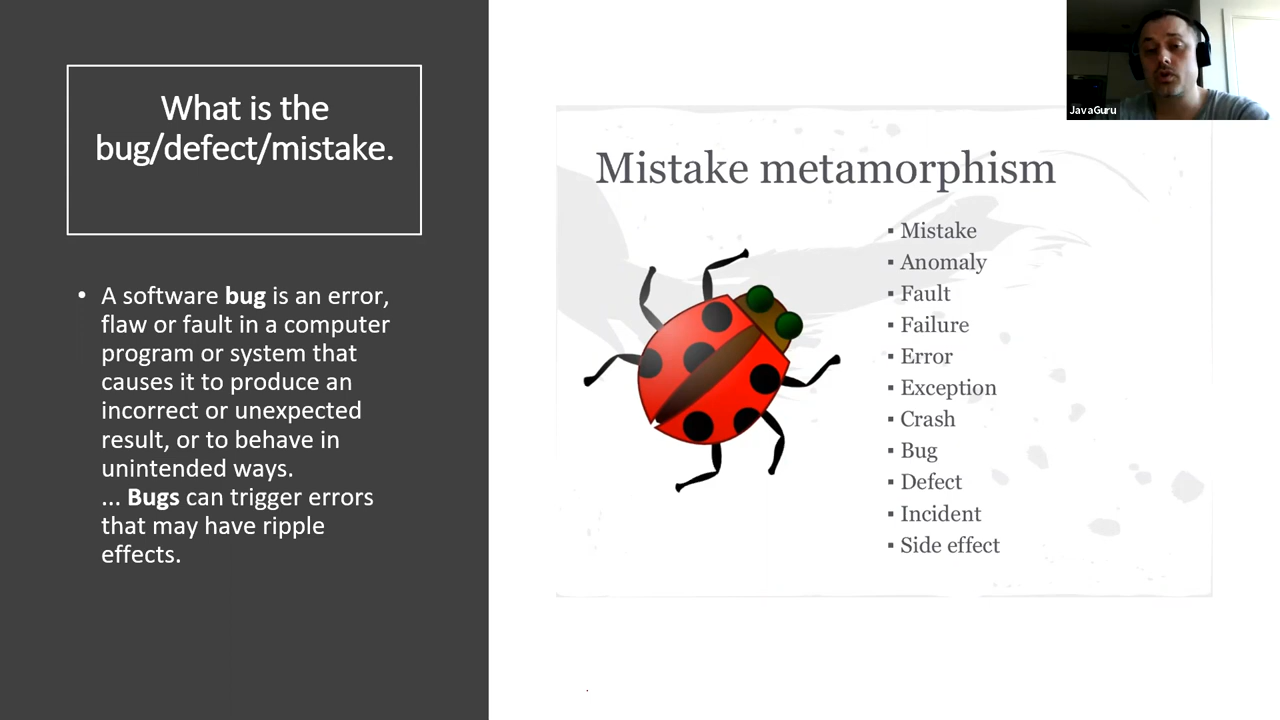 What is the
bug/defect/mistake.
• A software bug is an error,
flaw or fault in a computer
program or system that
causes it to produce an
incorrect or unexpected
result, or to behave in
unintended ways.
... Bugs can trigger errors
that may have ripple
effects.
Mistake metamorphism
▪ Mistake
▪ Anomaly
▪ Fault
▪ Failure
▪ Error
▪ Exception
▪ Crash
▪ Bug
▪ Defect
▪ Incident
▪ Side effect
.
JavaGuru